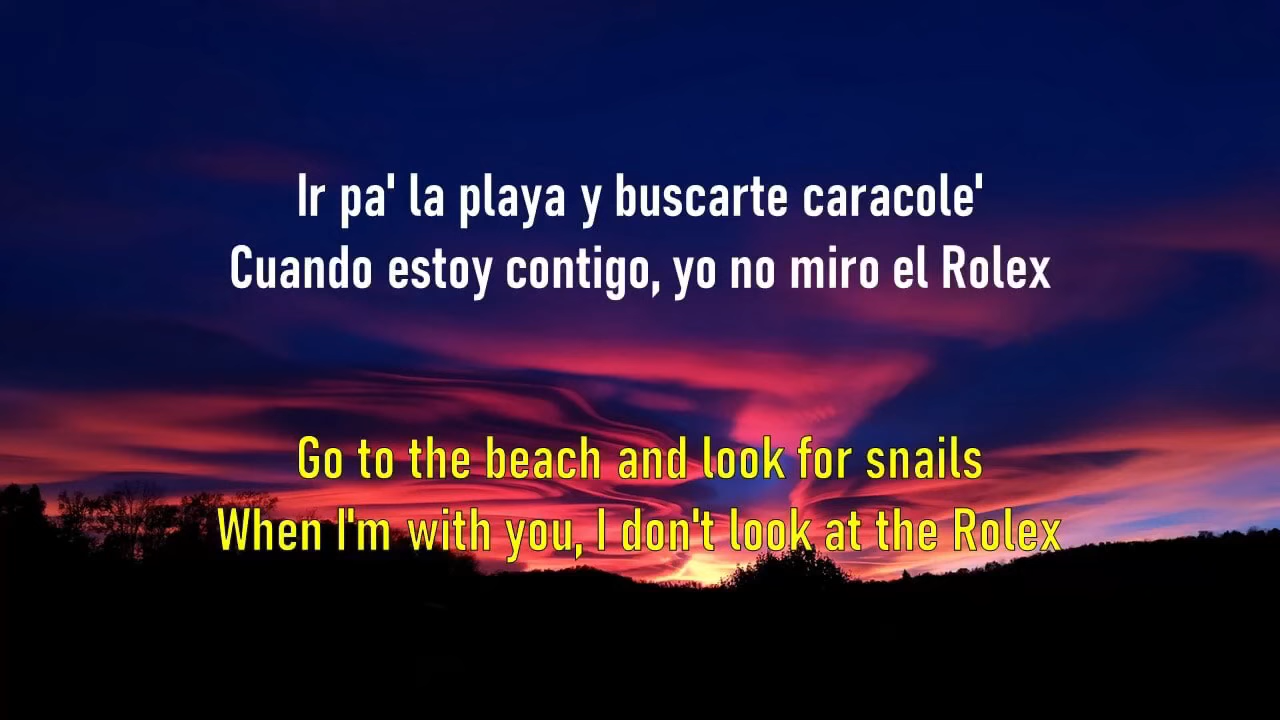 Ir pa' la playa y buscarte caracole'
Cuando estoy contigo, yo no miro el Rolex
Go to the beach and look for snails
When I'm with you, I don't look at the Rolex